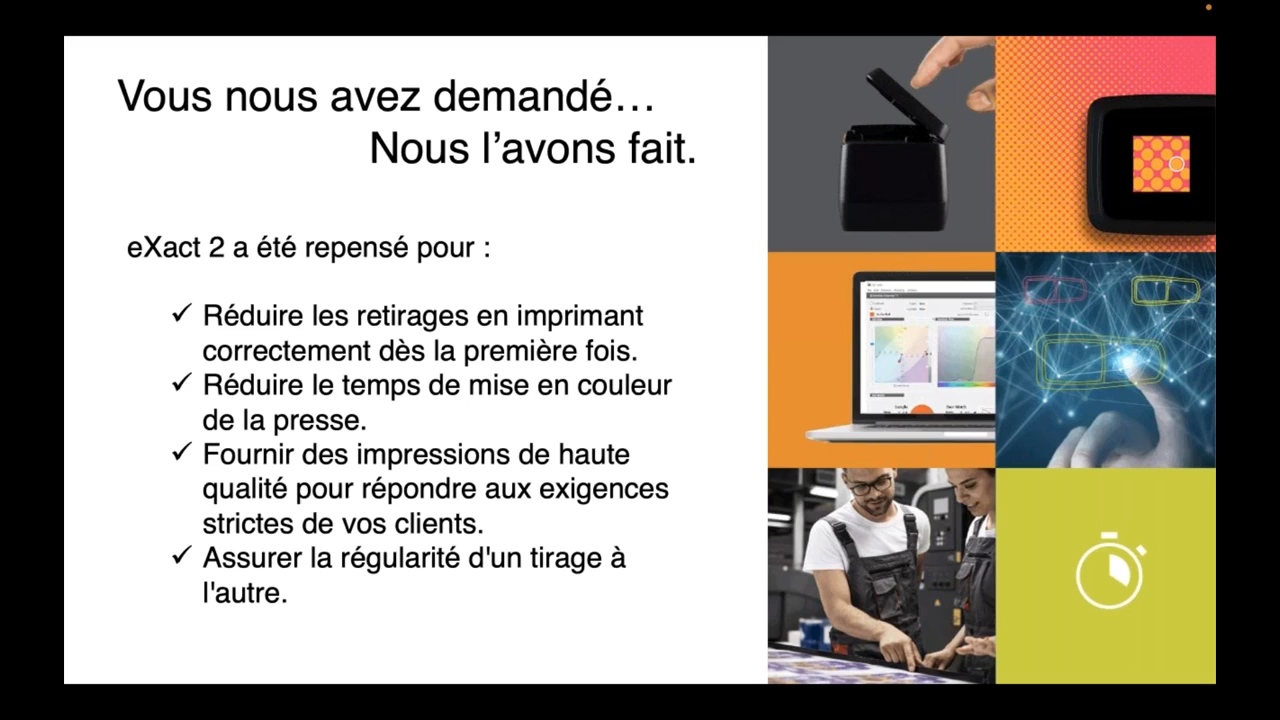 Vous nous avez demandé…
Nous l’avons fait.
eXact 2 a été repensé pour :
✓ Réduire les retirages en imprimant
correctement dès la première fois.
✓ Réduire le temps de mise en couleur
de la presse.
✓ Fournir des impressions de haute
qualité pour répondre aux exigences
strictes de vos clients.
✓ Assurer la régularité d'un tirage à
l'autre.